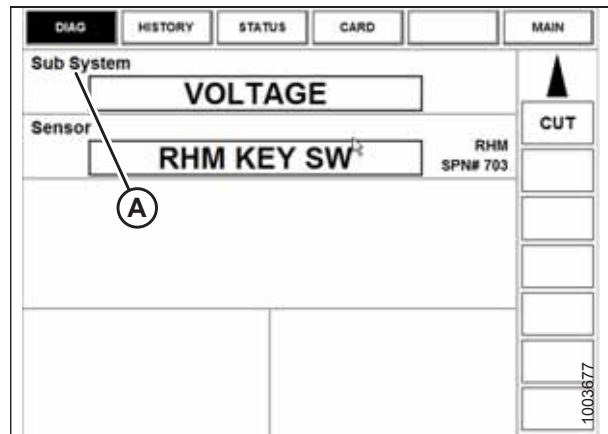 DIAG HISTORY STATUS CARD MAIN
Sub System
VOLTAGE
CUT
Sensor
RHM KEY SW
RHM
SPN# 703
A
1003677